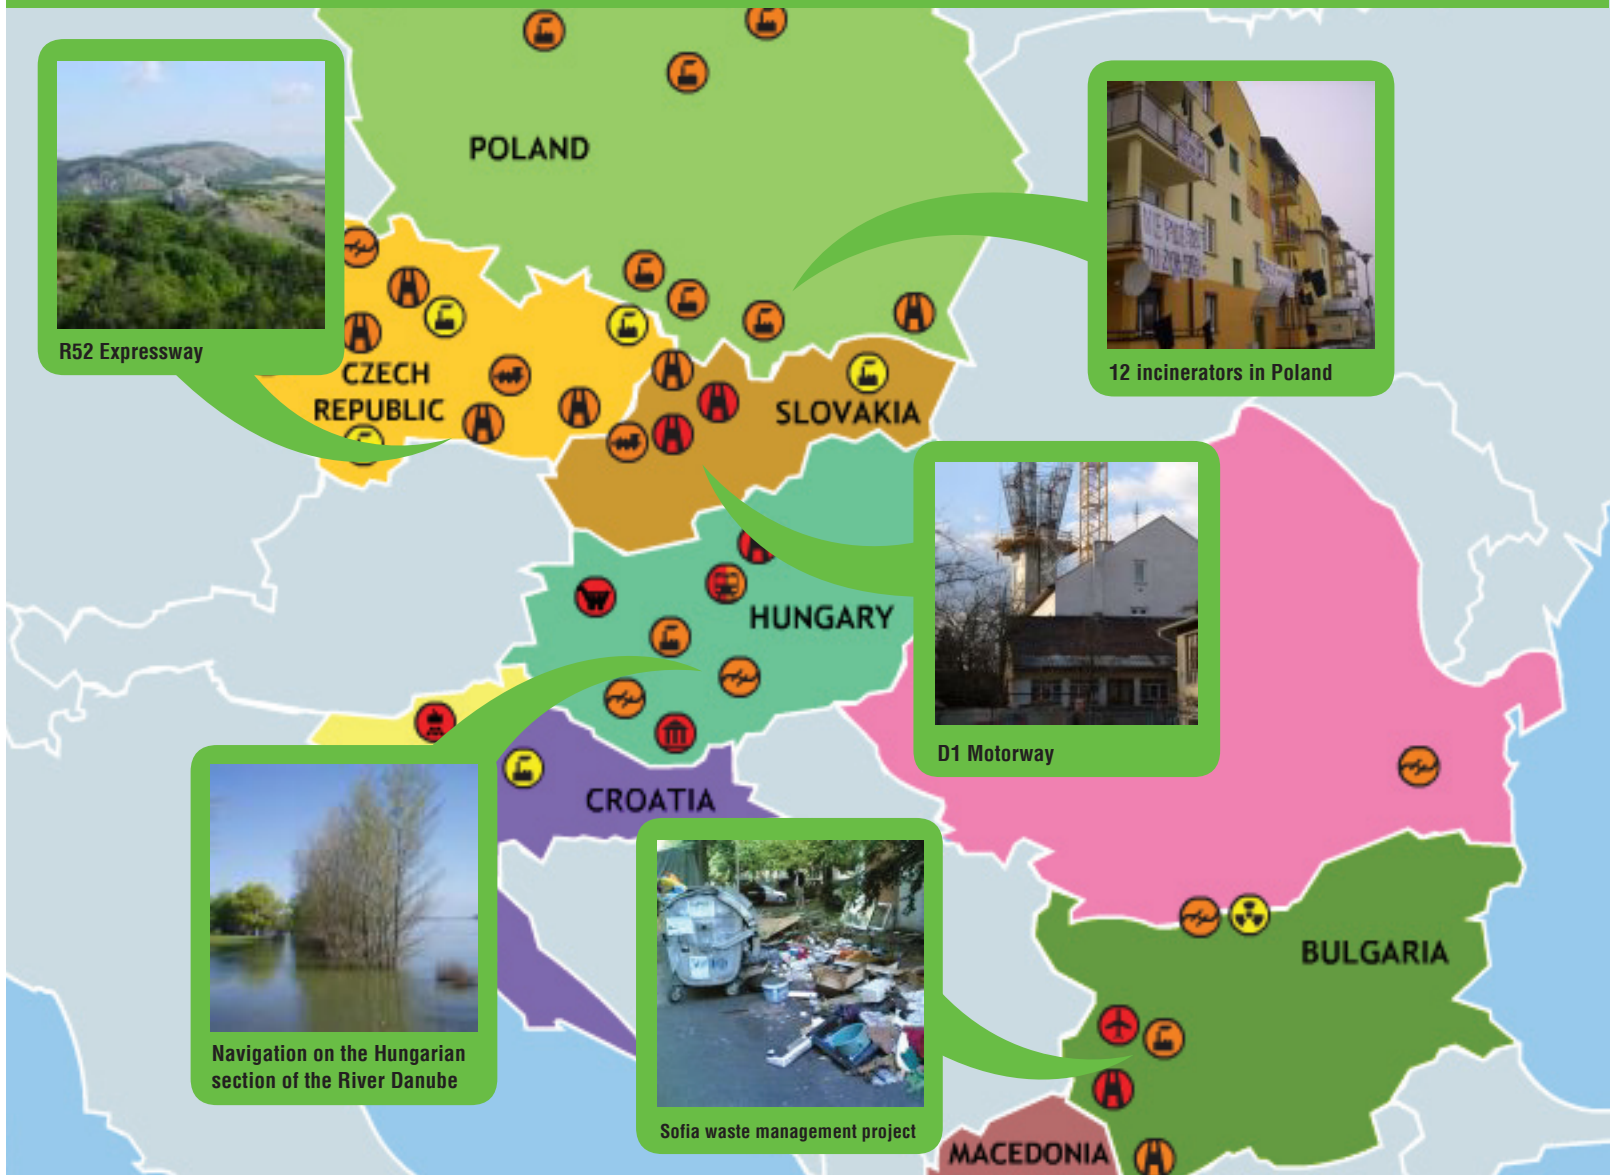 POLAND
R52 Expressway
12 incinerators in Poland
CZECH
REPUBLIC
SLOVAKIA
HUNGARY
D1 Motorway
CROATIA
Navigation on the Hungarian
section of the River Danube
BULGARIA
Sofia waste management project
MACEDONIA